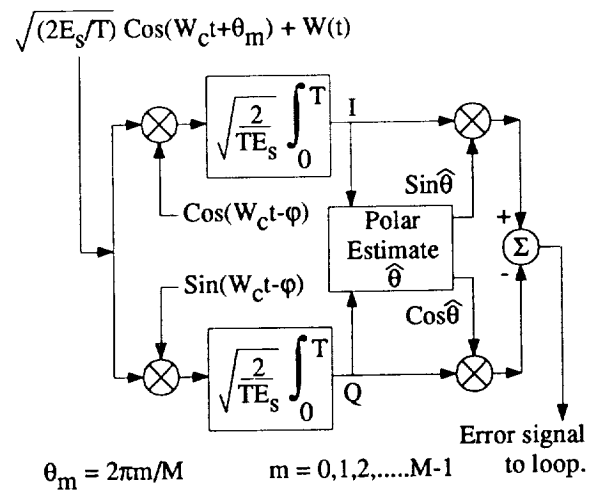 √(2E_s/T) Cos(W_ct+θ_m) + W(t)
√2/TE_s ∫_0^T
I
Sinθ̂
Cos(W_ct-φ)
Polar
Estimate
θ̂
+
Σ
-
Sin(W_ct-φ)
Cosθ̂
√2/TE_s ∫_0^T
Q
Error signal
to loop.
θ_m = 2πm/M m = 0,1,2,.....M-1